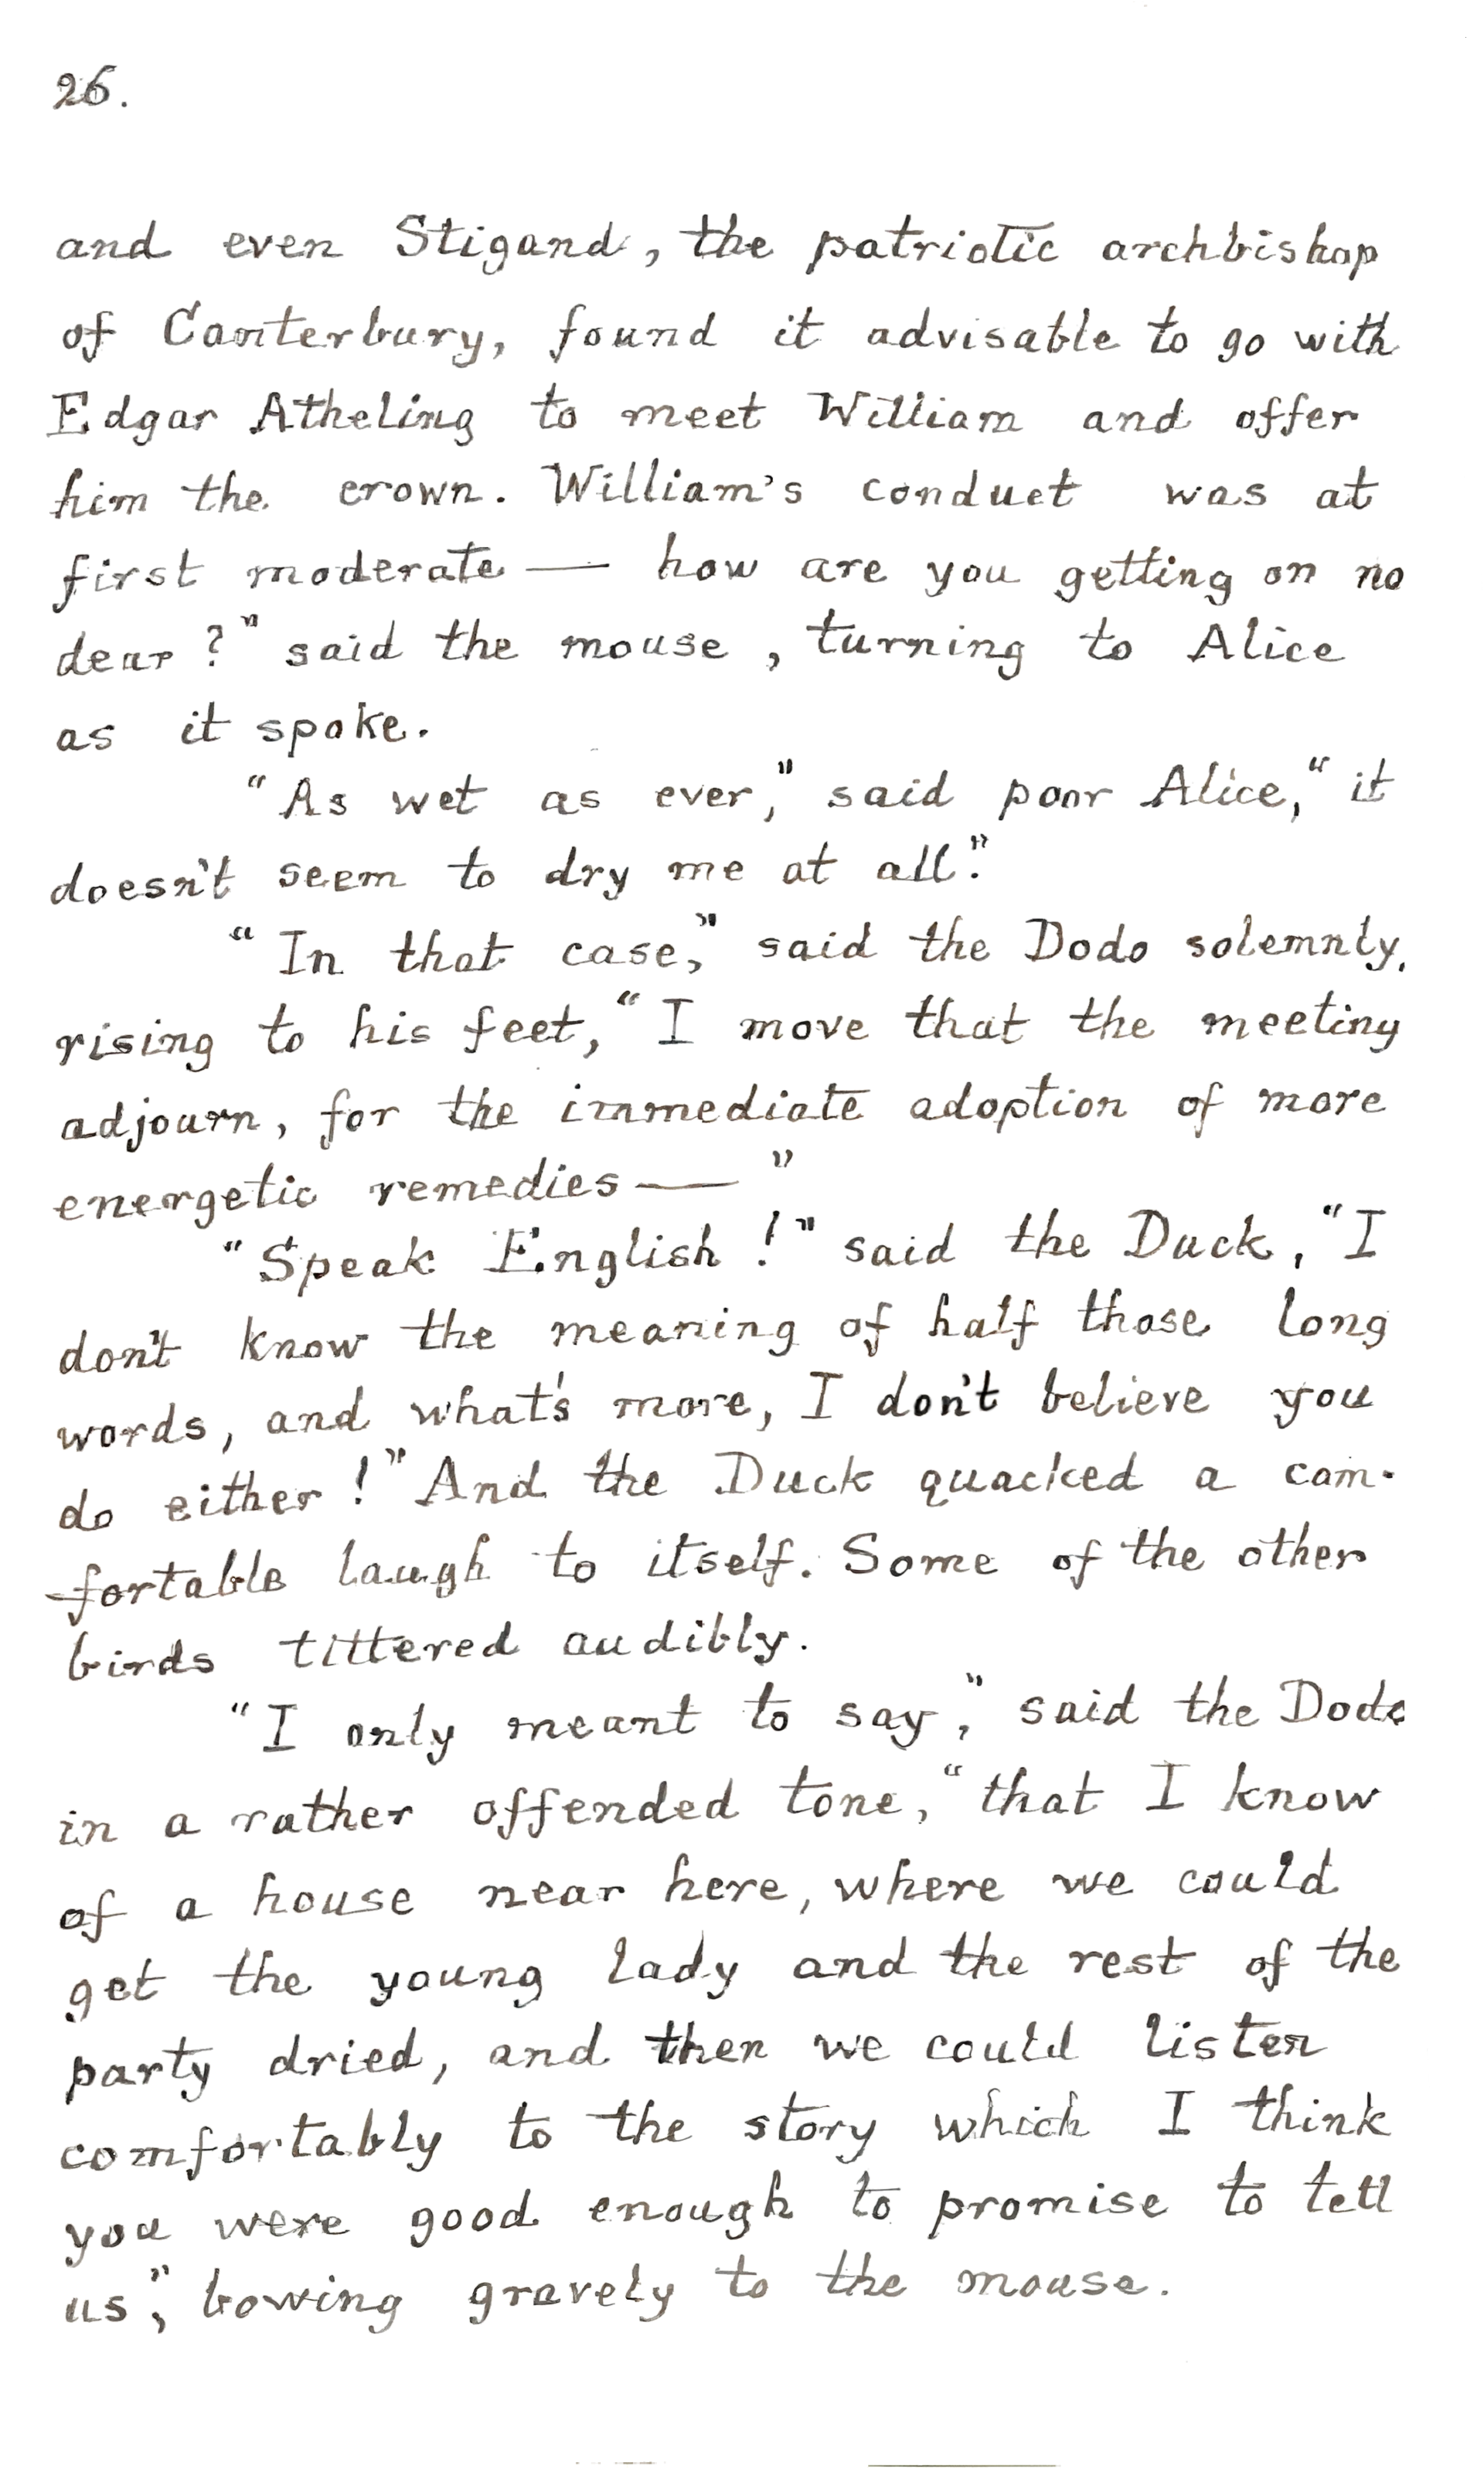 26.
and even Stigand, the patriotic archbishop
of Canterbury, found it advisable to go with
Edgar Atheling to meet William and offer
him the crown. William's conduct was at
first moderate — how are you getting on no
dear?" said the mouse, turning to Alice
as it spoke.
"As wet as ever," said poor Alice, "it
doesn't seem to dry me at all."
"In that case," said the Dodo solemnly,
rising to his feet, "I move that the meeting
adjourn, for the immediate adoption of more
energetic remedies —"
"Speak English!" said the Duck, "I
don't know the meaning of half those long
words, and what's more, I don't believe you
do either!" And the Duck quacked a com-
-fortable laugh to itself. Some of the other
birds tittered audibly.
"I only meant to say," said the Dodo
in a rather offended tone, "that I know
of a house near here, where we could
get the young lady and the rest of the
party dried, and then we could listen
comfortably to the story which I think
you were good enough to promise to tell
us," bowing gravely to the mouse.